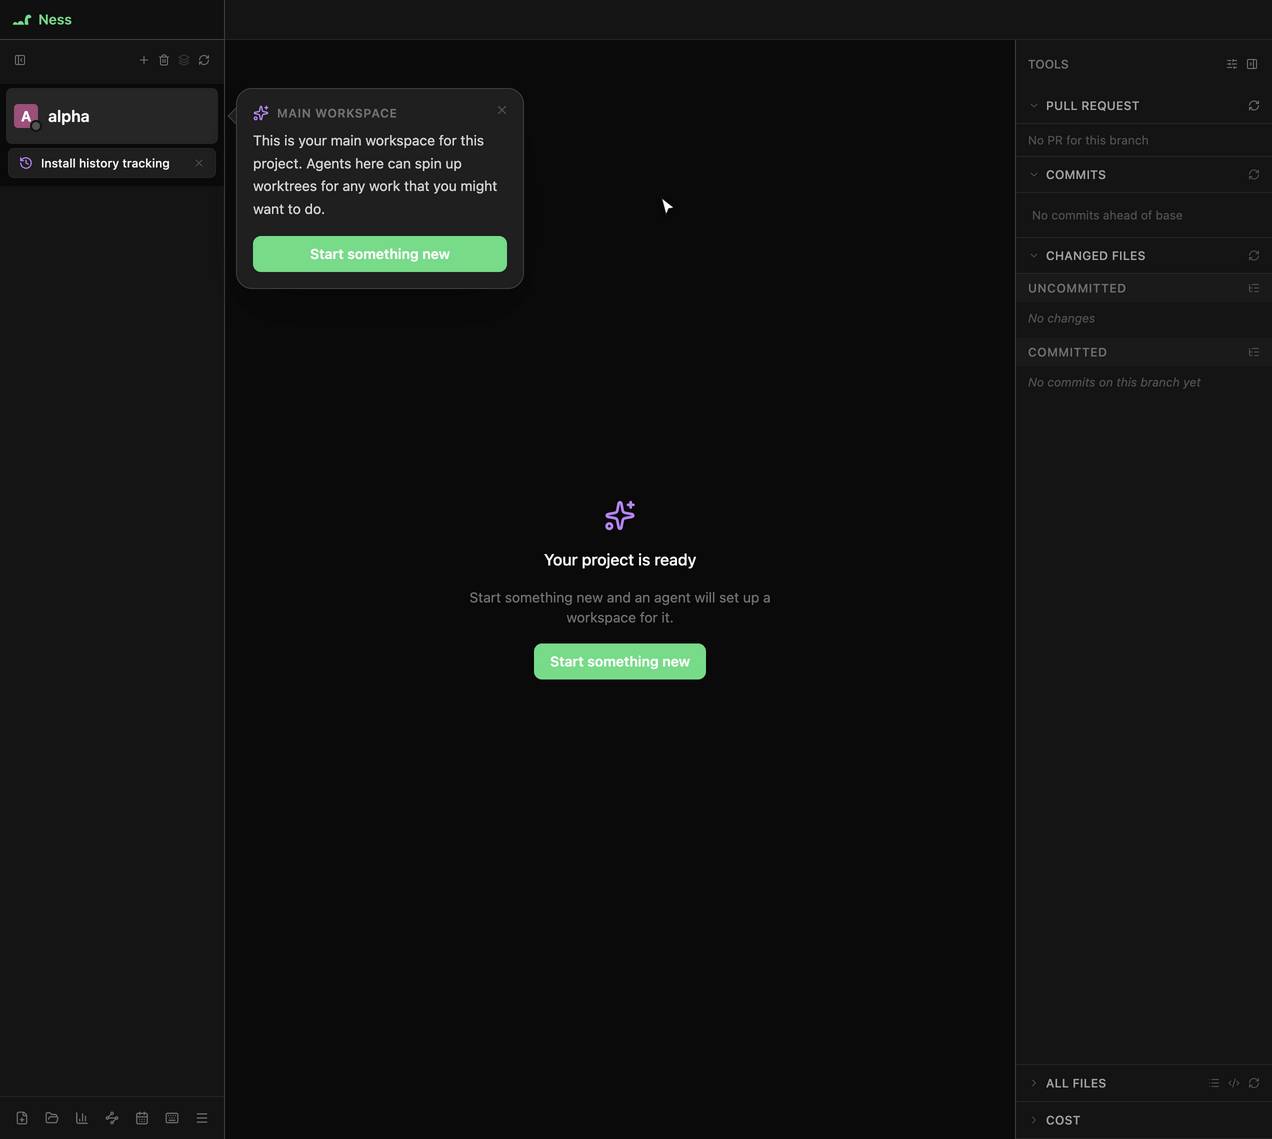 Ness
A
alpha
Install history tracking
MAIN WORKSPACE
This is your main workspace for this
project. Agents here can spin up
worktrees for any work that you might
want to do.
Start something new
Your project is ready
Start something new and an agent will set up a
workspace for it.
Start something new
TOOLS
PULL REQUEST
No PR for this branch
COMMITS
No commits ahead of base
CHANGED FILES
UNCOMMITTED
No changes
COMMITTED
No commits on this branch yet
ALL FILES
COST